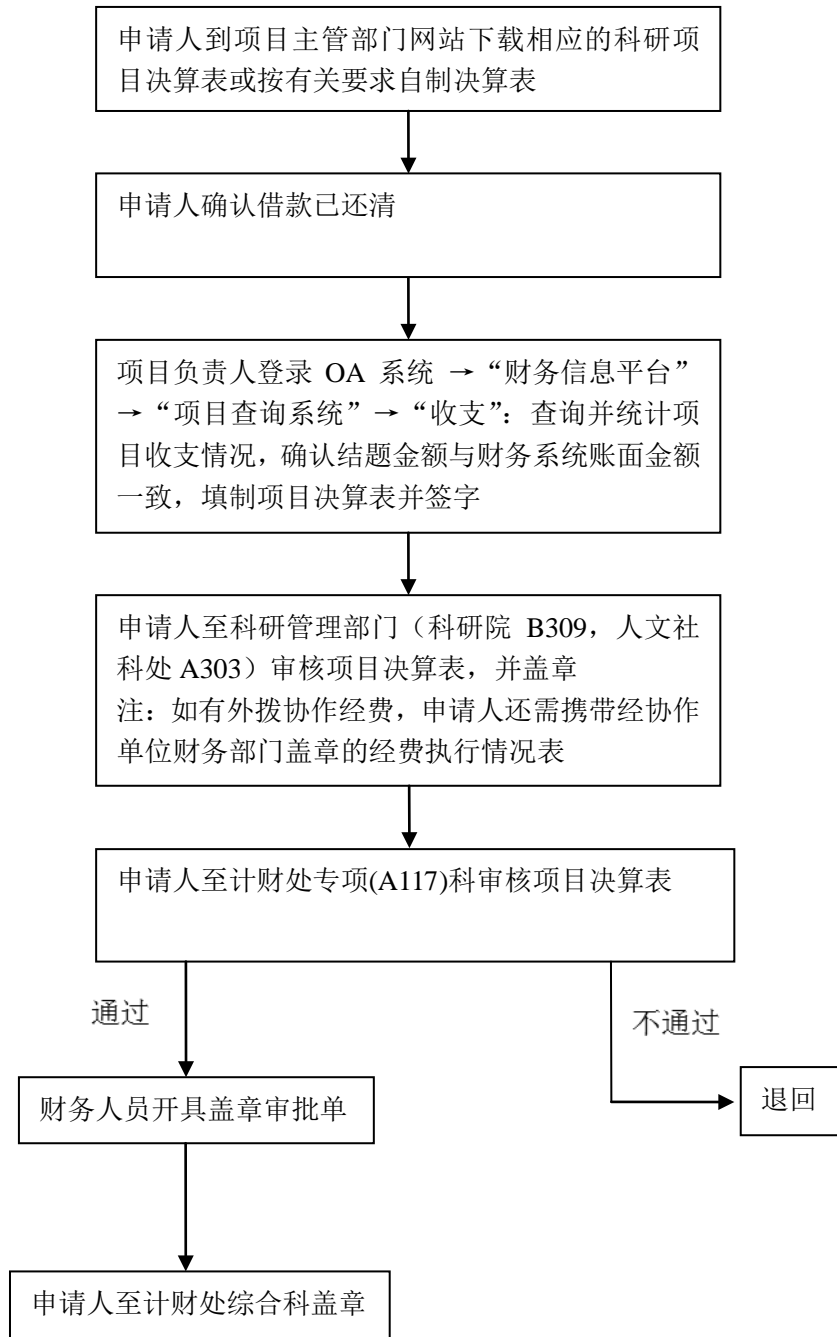 申请人到项目主管部门网站下载相应的科研项
目决算表或按有关要求自制决算表
申请人确认借款已还清
项目负责人登录 OA 系统 →“财务信息平台”
→“项目查询系统”→“收支”：查询并统计项
目收支情况，确认结题金额与财务系统账面金额
一致，填制项目决算表并签字
申请人至科研管理部门（科研院 B309，人文社
科处 A303）审核项目决算表，并盖章
注：如有外拨协作经费，申请人还需携带经协作
单位财务部门盖章的经费执行情况表
申请人至计财处专项(A117)科审核项目决算表
通过
不通过
财务人员开具盖章审批单
退回
申请人至计财处综合科盖章